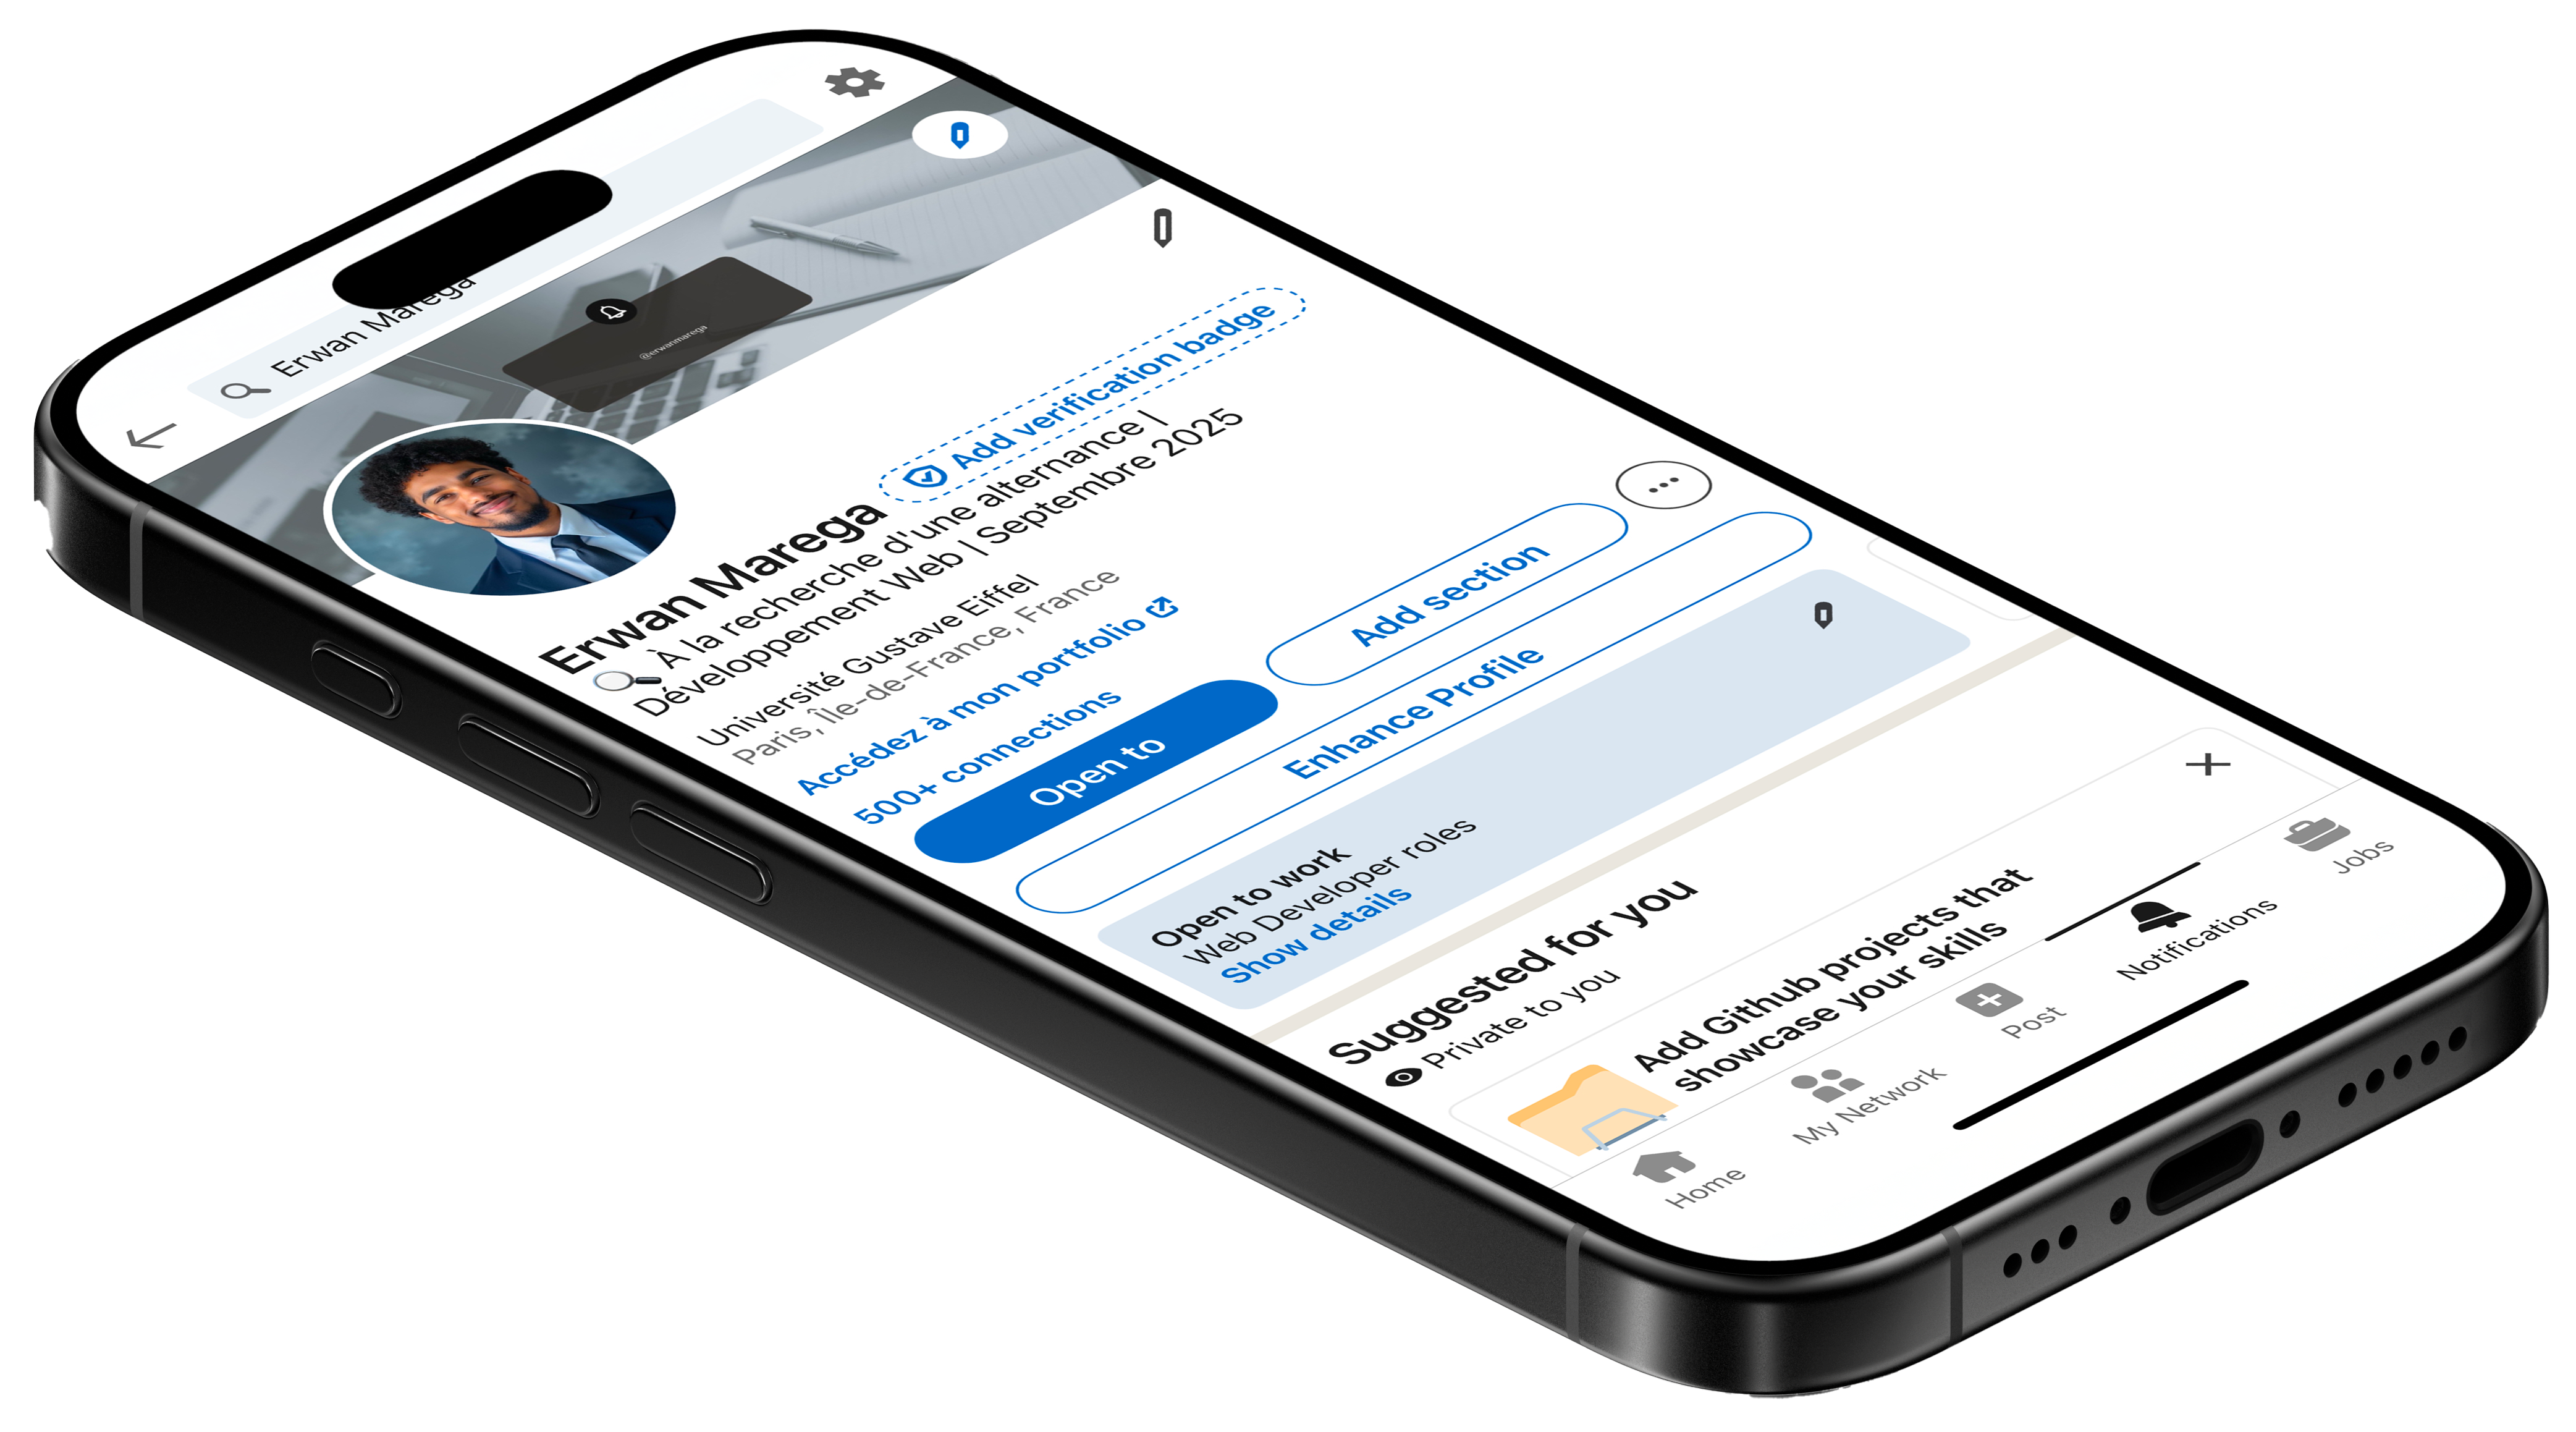 Erwan Marega
@erwanmarega
Erwan Marega
Add verification badge
À la recherche d'une alternance |
Développement Web | Septembre 2025
Université Gustave Eiffel
Paris, Île-de-France, France
Accédez à mon portfolio
500+ connections
Open to
Add section
Enhance Profile
Open to work
Web Developer roles
Show details
Suggested for you
Private to you
Add Github projects that
showcase your skills
Home
My Network
Post
Notifications
Jobs